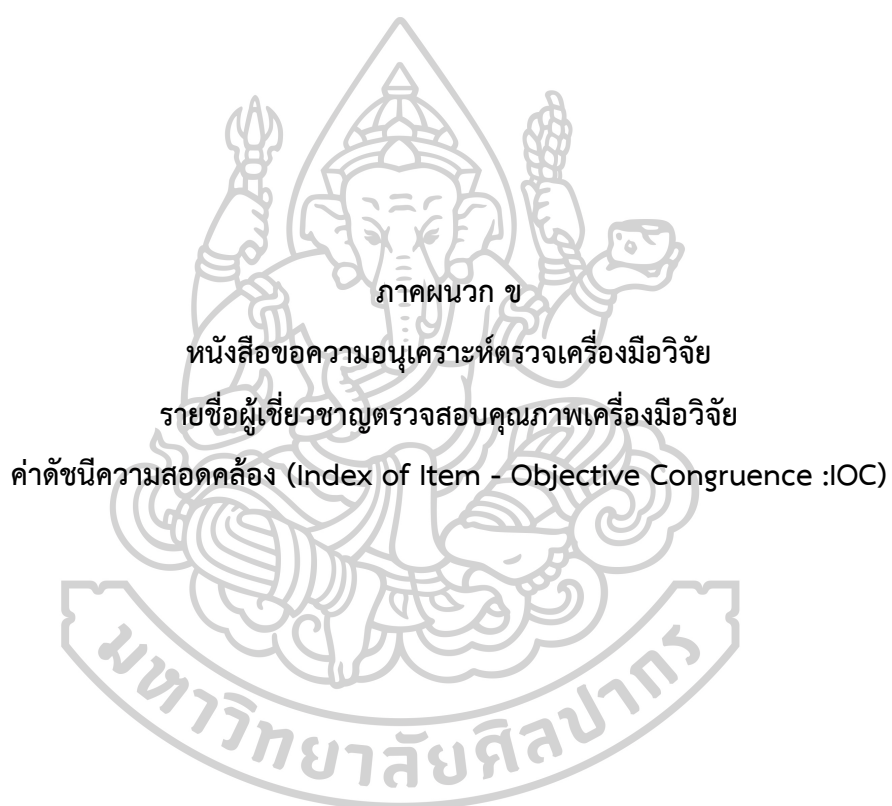 ภาคผนวก ข
หนังสือขอความอนุเคราะห์ตรวจเครื่องมือวิจัย
รายชื่อผู้เชี่ยวชาญตรวจสอบคุณภาพเครื่องมือวิจัย
ค่าดัชนีความสอดคล้อง (Index of Item - Objective Congruence :IOC)
มหาวิทยาลัยศิลปากร